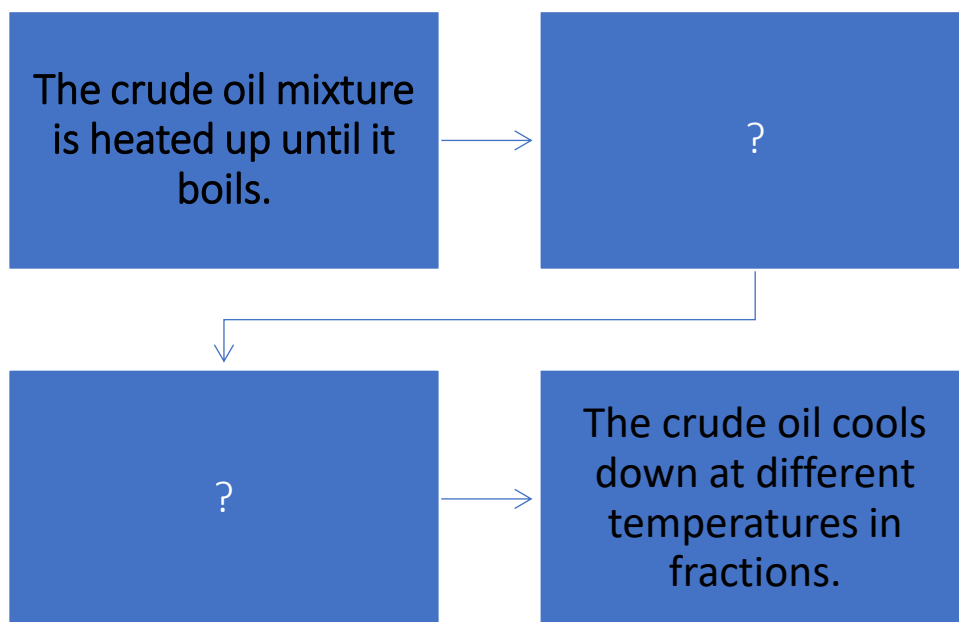 The crude oil mixture
is heated up until it
boils.
?
?
The crude oil cools
down at different
temperatures in
fractions.